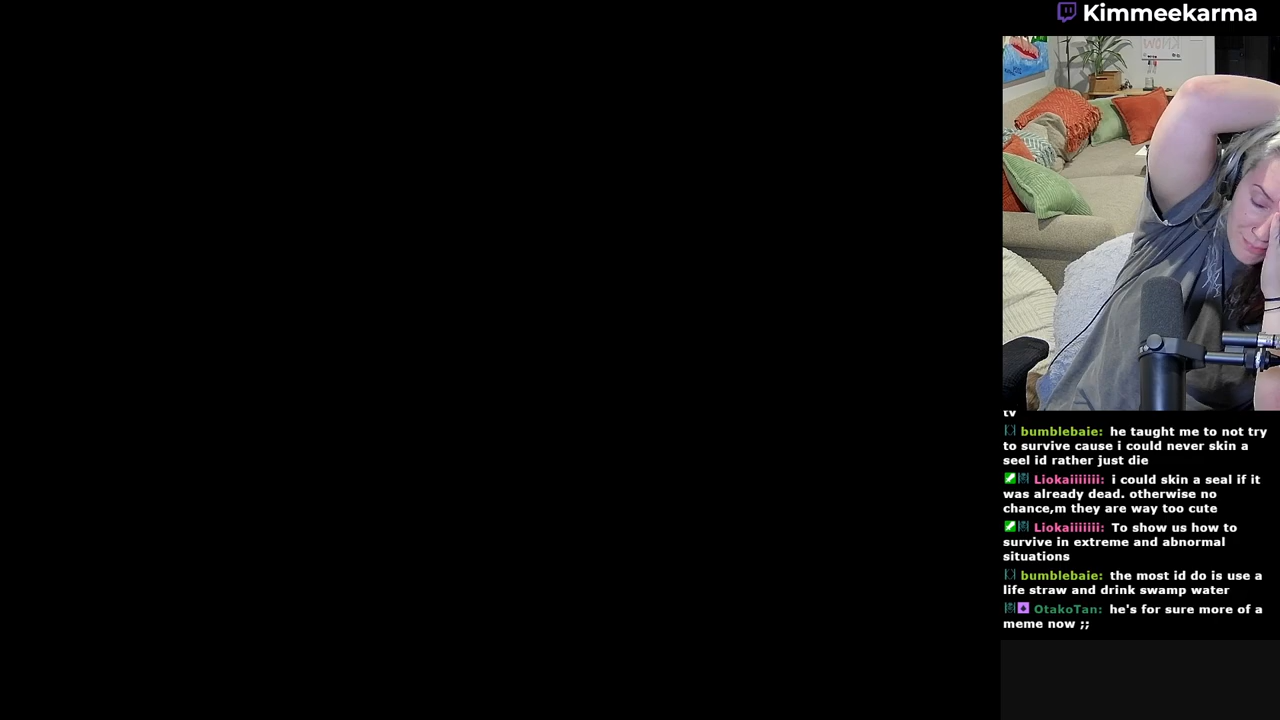 Kimmeekarma
tv
bumblebaie: he taught me to not try
to survive cause i could never skin a
seel id rather just die
Liokaiiiiiii: i could skin a seal if it
was already dead. otherwise no
chance,m they are way too cute
Liokaiiiiiii: To show us how to
survive in extreme and abnormal
situations
bumblebaie: the most id do is use a
life straw and drink swamp water
OtakoTan: he's for sure more of a
meme now ;;